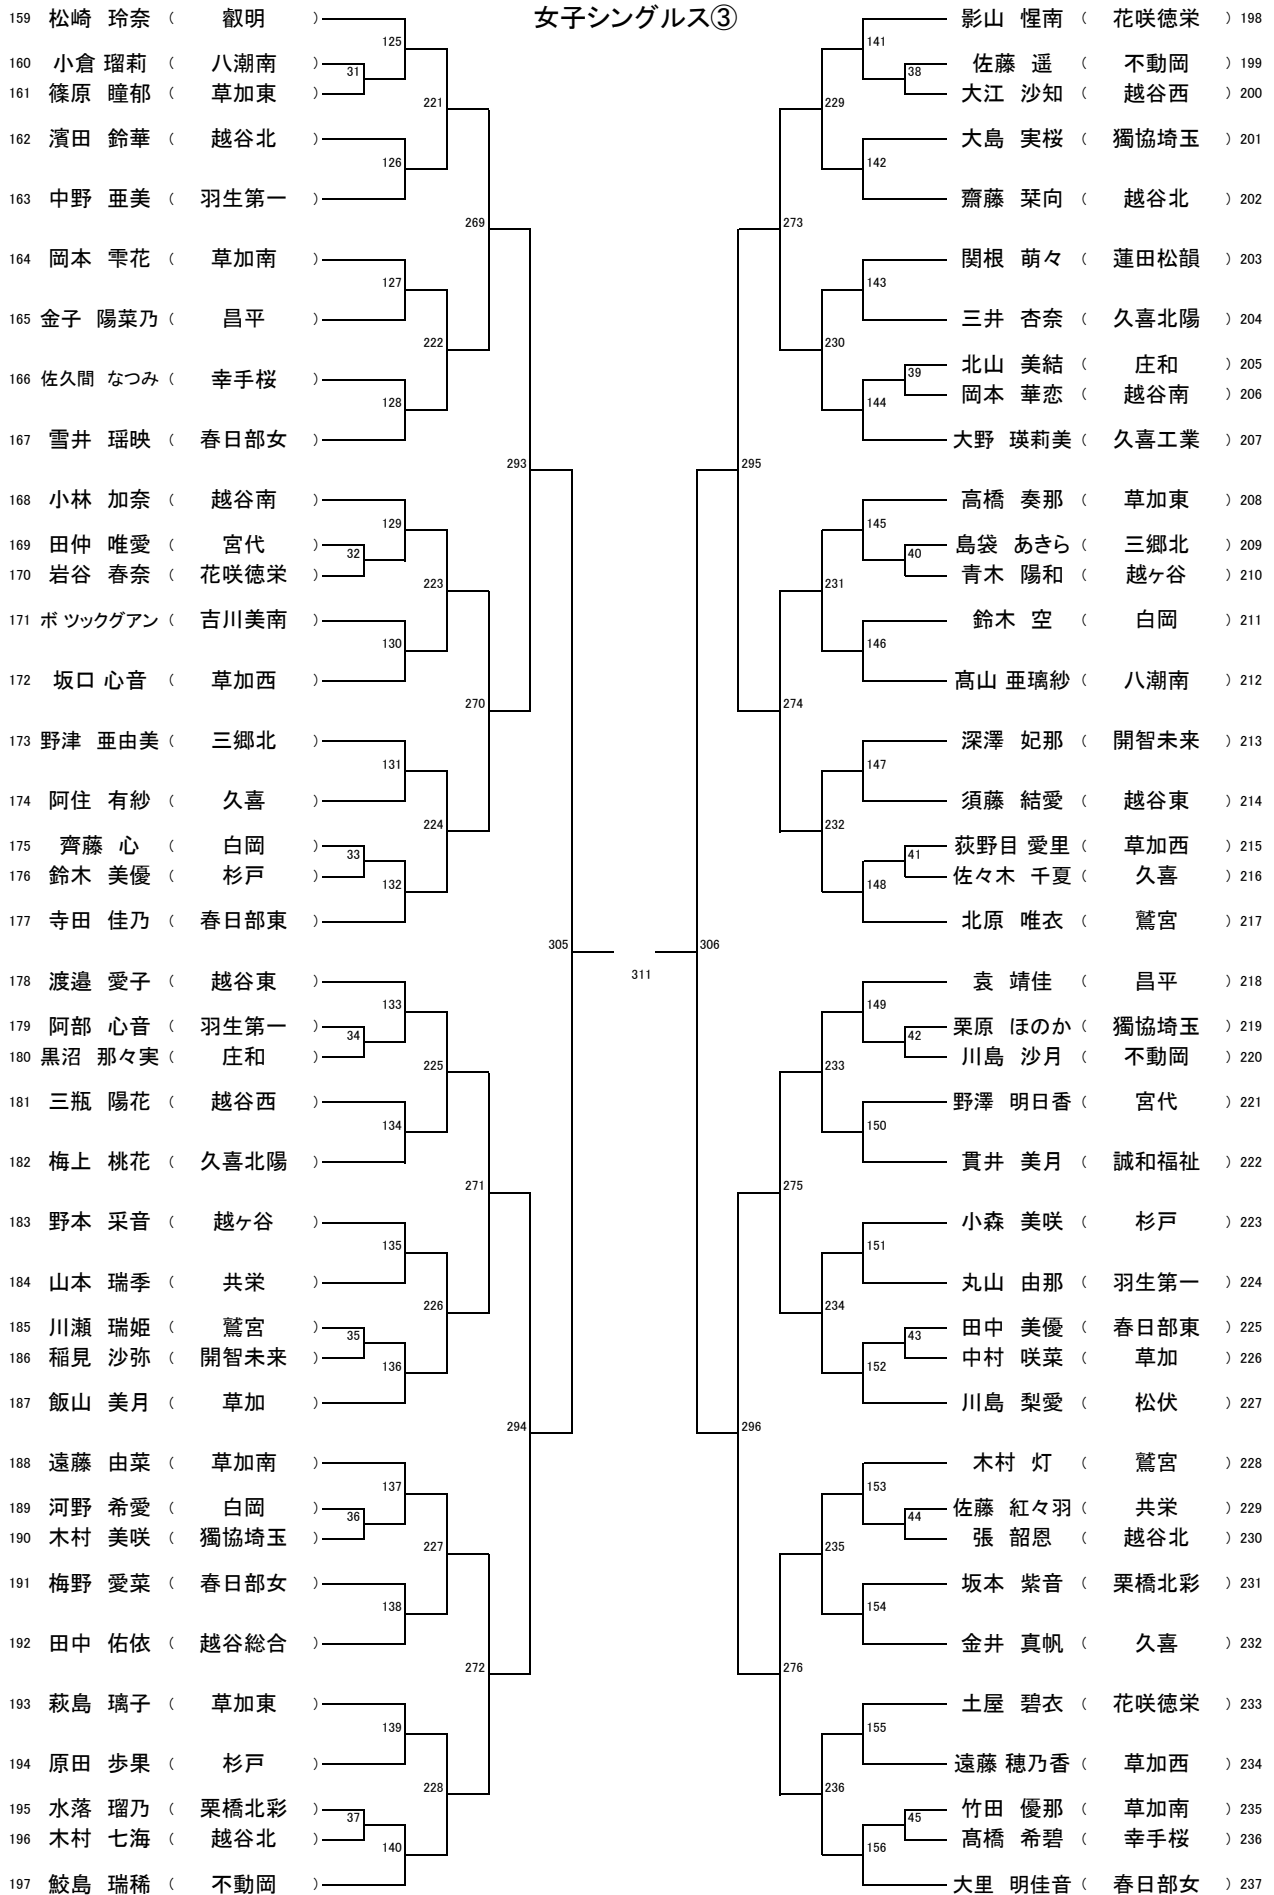 女子シングルス③
159 松崎 玲奈 ( 叡明 )
125
160 小倉 瑠莉 ( 八潮南 )
31
161 篠原 瞳郁 ( 草加東 )
221
162 濱田 鈴華 ( 越谷北 )
126
163 中野 亜美 ( 羽生第一 )
269
164 岡本 雫花 ( 草加南 )
127
165 金子 陽菜乃 ( 昌平 )
222
166 佐久間 なつみ ( 幸手桜 )
128
167 雪井 瑶映 ( 春日部女 )
293
168 小林 加奈 ( 越谷南 )
129
169 田仲 唯愛 ( 宮代 )
32
170 岩谷 春奈 ( 花咲徳栄 )
223
171 ボ ツックグアン ( 吉川美南 )
130
172 坂口 心音 ( 草加西 )
270
173 野津 亜由美 ( 三郷北 )
131
174 阿住 有紗 ( 久喜 )
224
175 齊藤 心 ( 白岡 )
33
176 鈴木 美優 ( 杉戸 )
132
177 寺田 佳乃 ( 春日部東 )
305
178 渡邉 愛子 ( 越谷東 )
133
179 阿部 心音 ( 羽生第一 )
34
180 黒沼 那々実 ( 庄和 )
225
181 三瓶 陽花 ( 越谷西 )
134
182 梅上 桃花 ( 久喜北陽 )
271
183 野本 采音 ( 越ヶ谷 )
135
184 山本 瑞季 ( 共栄 )
226
185 川瀬 瑞姫 ( 鷲宮 )
35
186 稲見 沙弥 ( 開智未来 )
136
187 飯山 美月 ( 草加 )
294
188 遠藤 由菜 ( 草加南 )
137
189 河野 希愛 ( 白岡 )
36
190 木村 美咲 ( 獨協埼玉 )
227
191 梅野 愛菜 ( 春日部女 )
138
192 田中 佑依 ( 越谷総合 )
272
193 萩島 璃子 ( 草加東 )
139
194 原田 歩果 ( 杉戸 )
228
195 水落 瑠乃 ( 栗橋北彩 )
37
196 木村 七海 ( 越谷北 )
140
197 鮫島 瑞稀 ( 不動岡 )
311
影山 惺南 ( 花咲徳栄 ) 198
141
佐藤 遥 ( 不動岡 ) 199
38
大江 沙知 ( 越谷西 ) 200
229
大島 実桜 ( 獨協埼玉 ) 201
142
齋藤 栞向 ( 越谷北 ) 202
273
関根 萌々 ( 蓮田松韻 ) 203
143
三井 杏奈 ( 久喜北陽 ) 204
230
北山 美結 ( 庄和 ) 205
39
岡本 華恋 ( 越谷南 ) 206
144
大野 瑛莉美 ( 久喜工業 ) 207
295
高橋 奏那 ( 草加東 ) 208
145
島袋 あきら ( 三郷北 ) 209
40
青木 陽和 ( 越ヶ谷 ) 210
231
鈴木 空 ( 白岡 ) 211
146
髙山 亜璃紗 ( 八潮南 ) 212
274
深澤 妃那 ( 開智未来 ) 213
147
須藤 結愛 ( 越谷東 ) 214
232
荻野目 愛里 ( 草加西 ) 215
41
佐々木 千夏 ( 久喜 ) 216
148
北原 唯衣 ( 鷲宮 ) 217
306
袁 靖佳 ( 昌平 ) 218
149
栗原 ほのか ( 獨協埼玉 ) 219
42
川島 沙月 ( 不動岡 ) 220
233
野澤 明日香 ( 宮代 ) 221
150
貫井 美月 ( 誠和福祉 ) 222
275
小森 美咲 ( 杉戸 ) 223
151
丸山 由那 ( 羽生第一 ) 224
234
田中 美優 ( 春日部東 ) 225
43
中村 咲菜 ( 草加 ) 226
152
川島 梨愛 ( 松伏 ) 227
296
木村 灯 ( 鷲宮 ) 228
153
佐藤 紅々羽 ( 共栄 ) 229
44
張 韶恩 ( 越谷北 ) 230
235
坂本 紫音 ( 栗橋北彩 ) 231
154
金井 真帆 ( 久喜 ) 232
276
土屋 碧衣 ( 花咲徳栄 ) 233
155
遠藤 穂乃香 ( 草加西 ) 234
236
竹田 優那 ( 草加南 ) 235
45
髙橋 希碧 ( 幸手桜 ) 236
156
大里 明佳音 ( 春日部女 ) 237